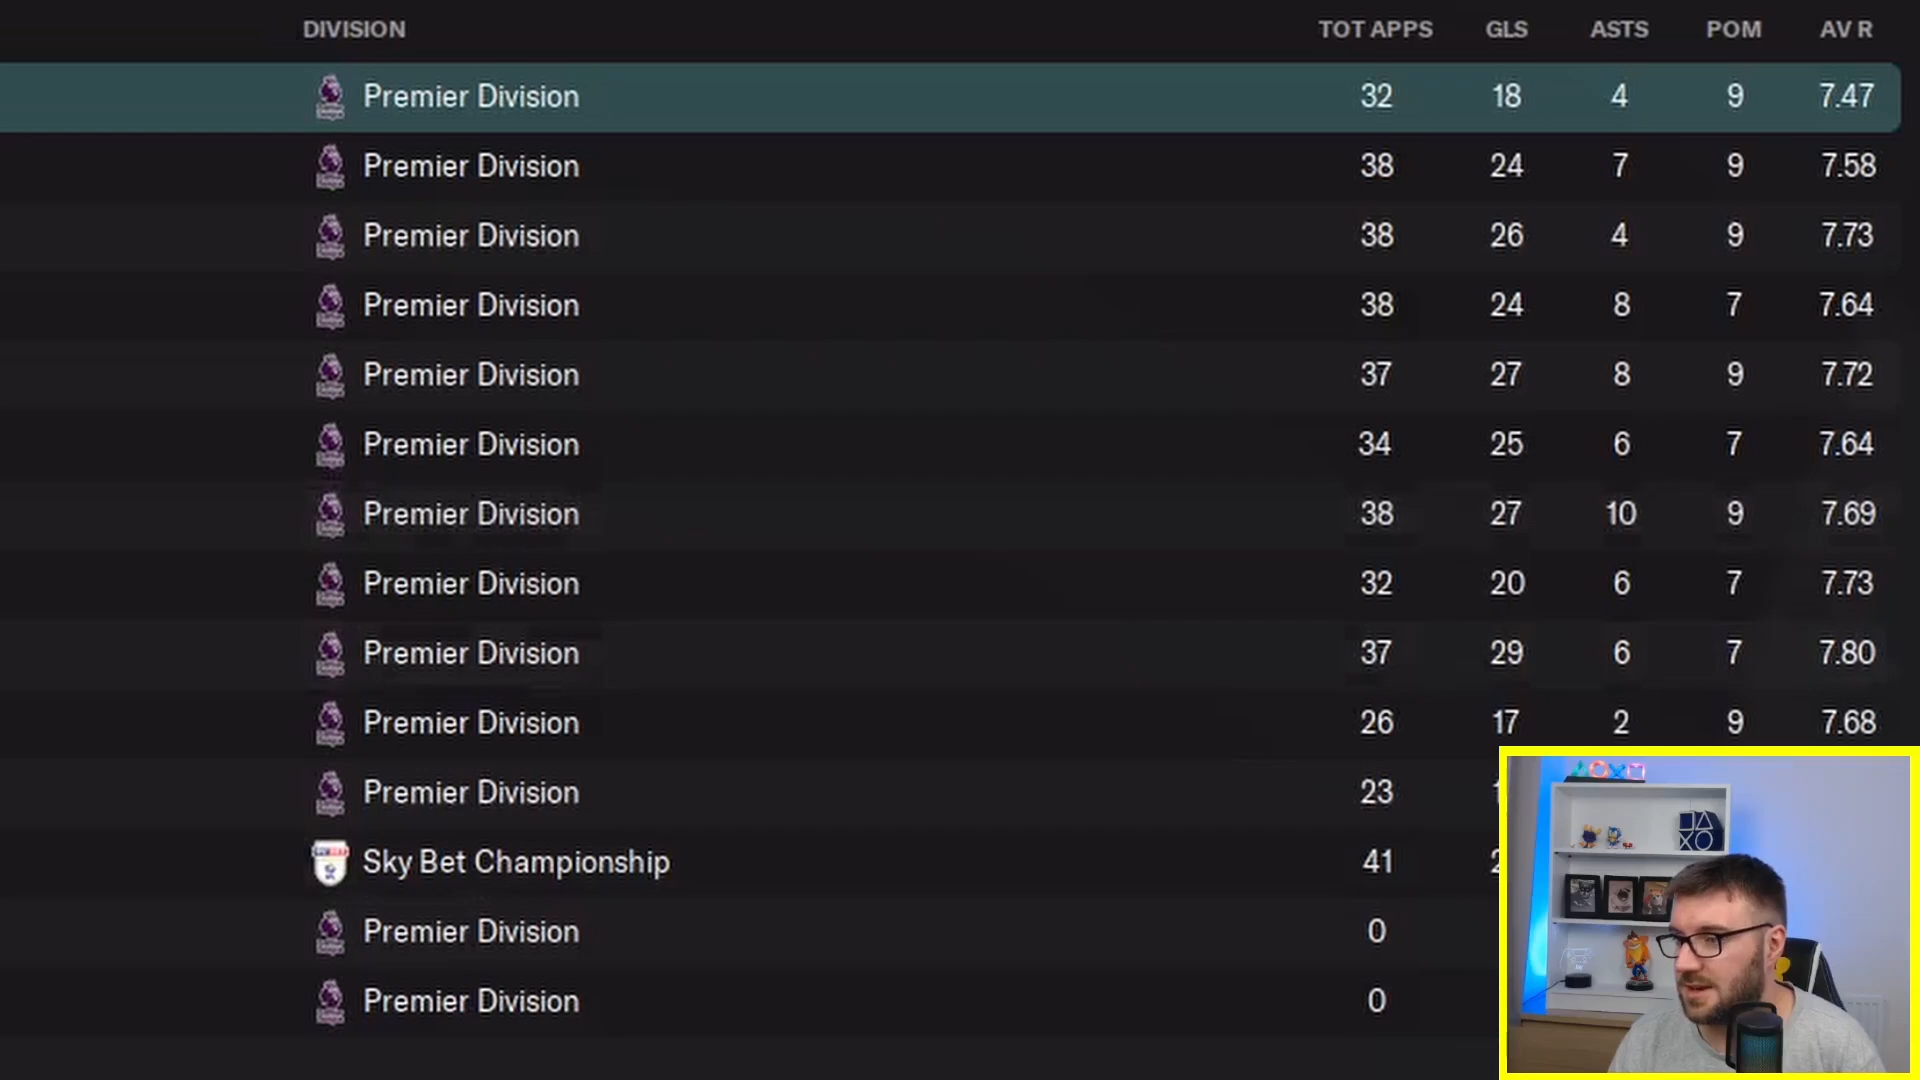 DIVISION TOT APPS GLS ASTS POM AV R
Premier Division 32 18 4 9 7.47
Premier Division 38 24 7 9 7.58
Premier Division 38 26 4 9 7.73
Premier Division 38 24 8 7 7.64
Premier Division 37 27 8 9 7.72
Premier Division 34 25 6 7 7.64
Premier Division 38 27 10 9 7.69
Premier Division 32 20 6 7 7.73
Premier Division 37 29 6 7 7.80
Premier Division 26 17 2 9 7.68
Premier Division 23
Sky Bet Championship 41
Premier Division 0
Premier Division 0